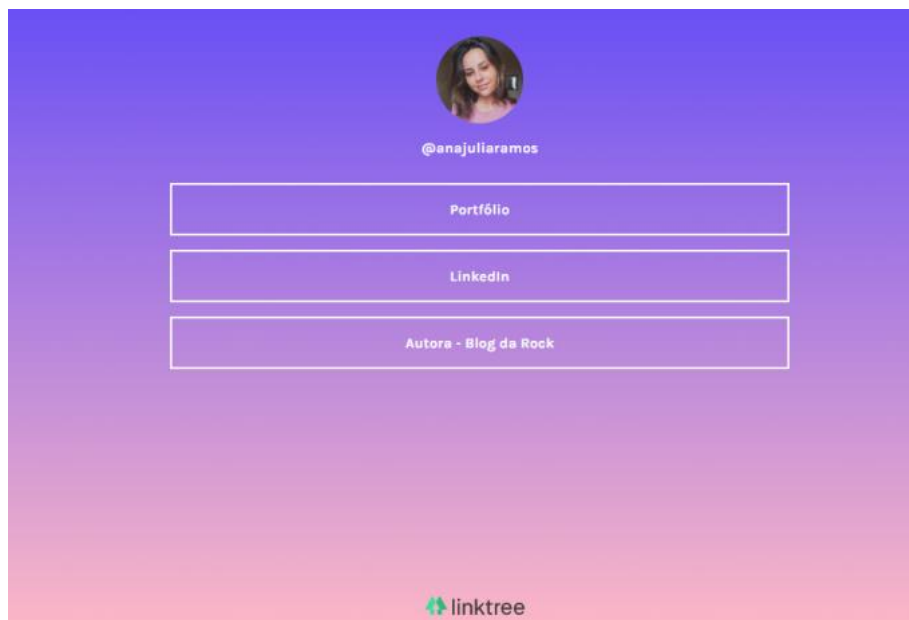 @anajuliaramos
Portfólio
LinkedIn
Autora - Blog da Rock
linktree